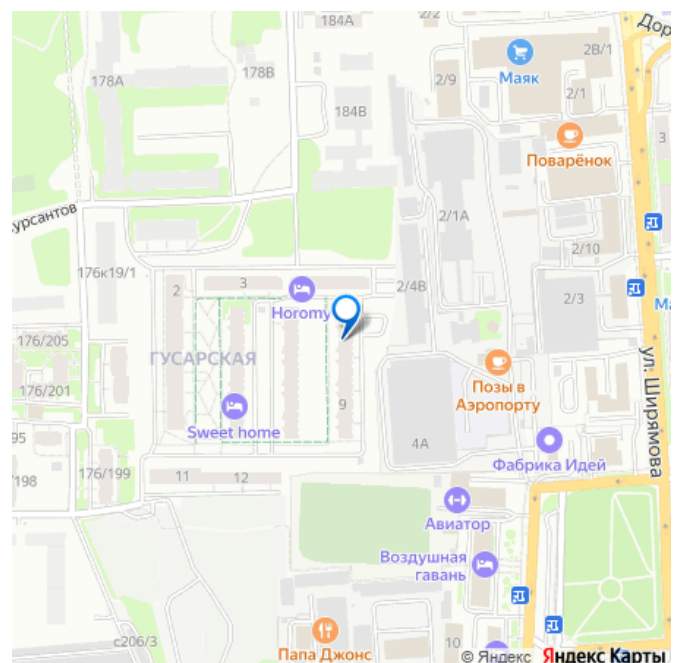 184А
2/2
Дор
178А
178В
2В/1
Маяк
2/9
2/1
184В
3
Поварёнок
урсантов
2/1А
2/10
176к19/1
2
3
Horomy
2/4В
2/3
Ма
176/205
ГУСАРСКАЯ
Позы в
Аэропорту
ул. Ширямова
176/201
9
Sweet home
95
4А
Фабрика Идей
176/199
/198
11
12
Авиатор
Воздушная
гавань
с206/3
Папа Джонс
10
© Яндекс Яндекс Карты